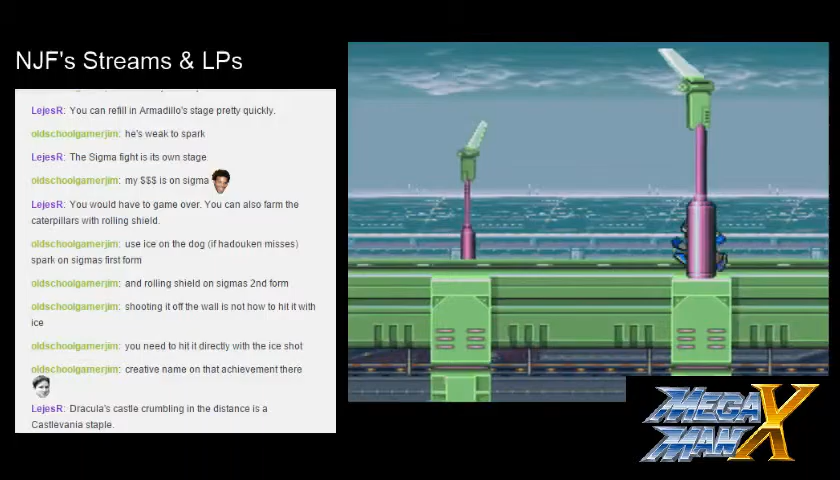 NJF's Streams & LPs
LejesR: You can refill in Armadillo's stage pretty quickly.
oldschoolgamerjim: he's weak to spark
LejesR: The Sigma fight is its own stage.
oldschoolgamerjim: my $$$ is on sigma
LejesR: You would have to game over. You can also farm the
caterpillars with rolling shield.
oldschoolgamerjim: use ice on the dog (if hadouken misses)
spark on sigmas first form
oldschoolgamerjim: and rolling shield on sigmas 2nd form
oldschoolgamerjim: shooting it off the wall is not how to hit it with
ice
oldschoolgamerjim: you need to hit it directly with the ice shot
oldschoolgamerjim: creative name on that achievement there
LejesR: Dracula's castle crumbling in the distance is a
Castlevania staple.
MEGA
MAN X